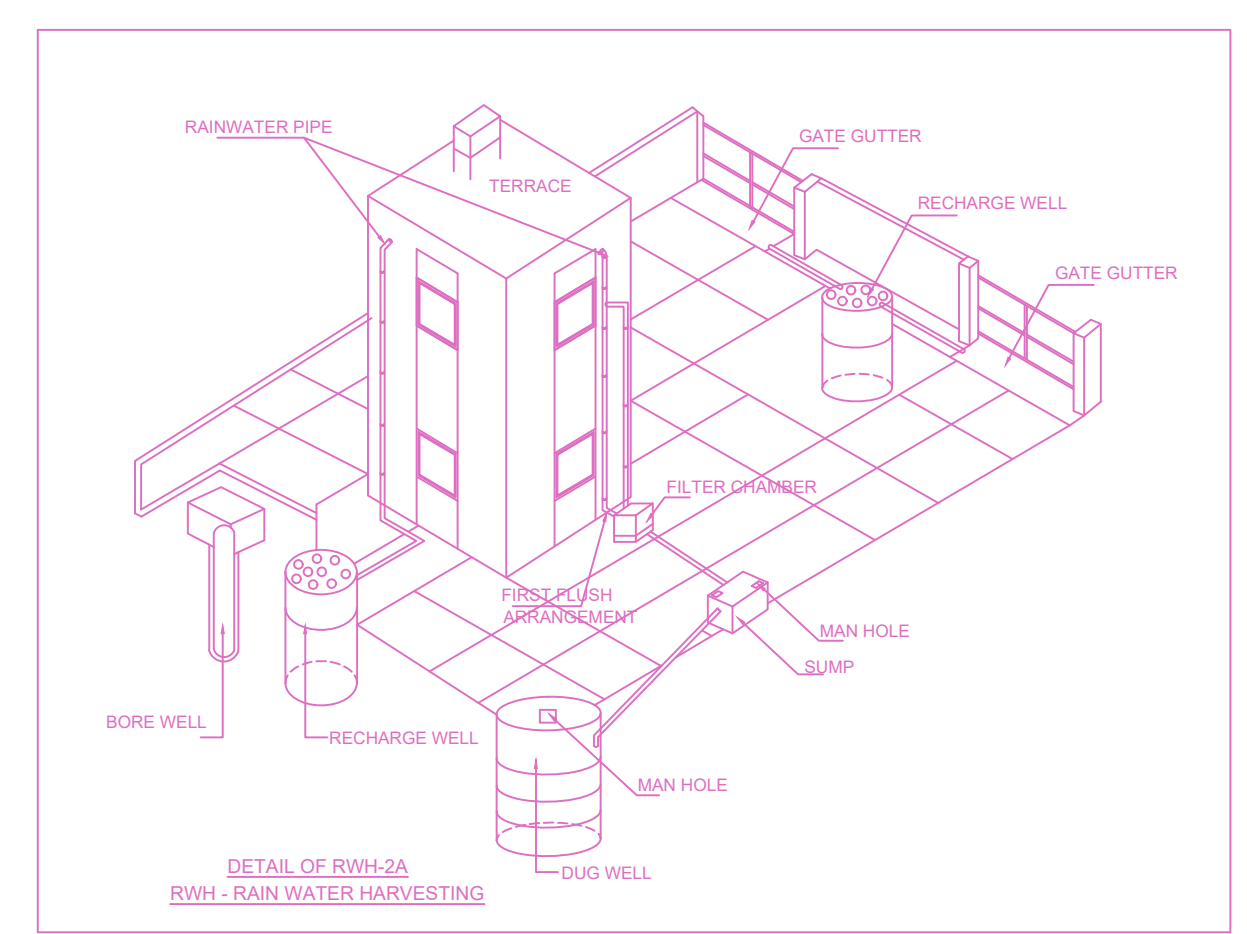 RAINWATER PIPE
GATE GUTTER
TERRACE
RECHARGE WELL
GATE GUTTER
FILTER CHAMBER
FIRST FLUSH
ARRANGEMENT
MAN HOLE
SUMP
BORE WELL
RECHARGE WELL
MAN HOLE
DUG WELL
DETAIL OF RWH-2A
RWH - RAIN WATER HARVESTING